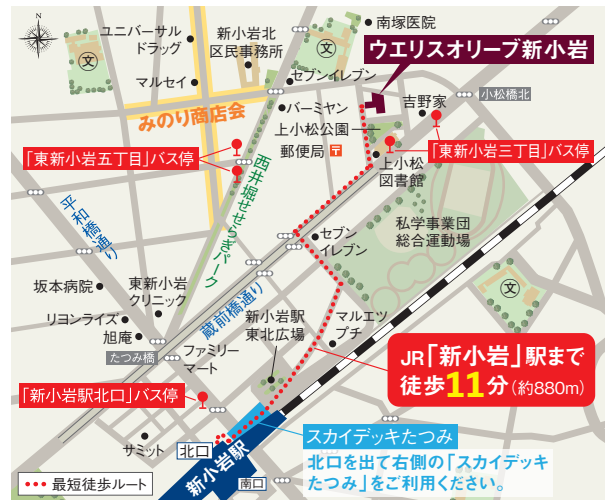 N
ユニバーサル
ドラッグ
新小岩北
区民事務所
南塚医院
文
マルセイ
文
セブンイレブン
ウエリスオリーブ新小岩
バーミヤン
吉野家
小松橋北
みのり商店会
上小松公園
郵便局
〒
「東新小岩五丁目」バス停
「東新小岩三丁目」バス停
上小松
図書館
西井堀せせらぎパーク
平和橋通り
セブン
イレブン
私学事業団
総合運動場
坂本病院
東新小岩
クリニック
蔵前橋通り
文
リヨンライズ
旭庵
たつみ橋
新小岩駅
東北広場
マルエツ
プチ
ファミリー
マート
JR「新小岩」駅まで
徒歩11分(約880m)
「新小岩駅北口」バス停
サミット
北口
新小岩駅
南口
スカイデッキたつみ
北口を出て右側の「スカイデッキ
たつみ」をご利用ください。
最短徒歩ルート